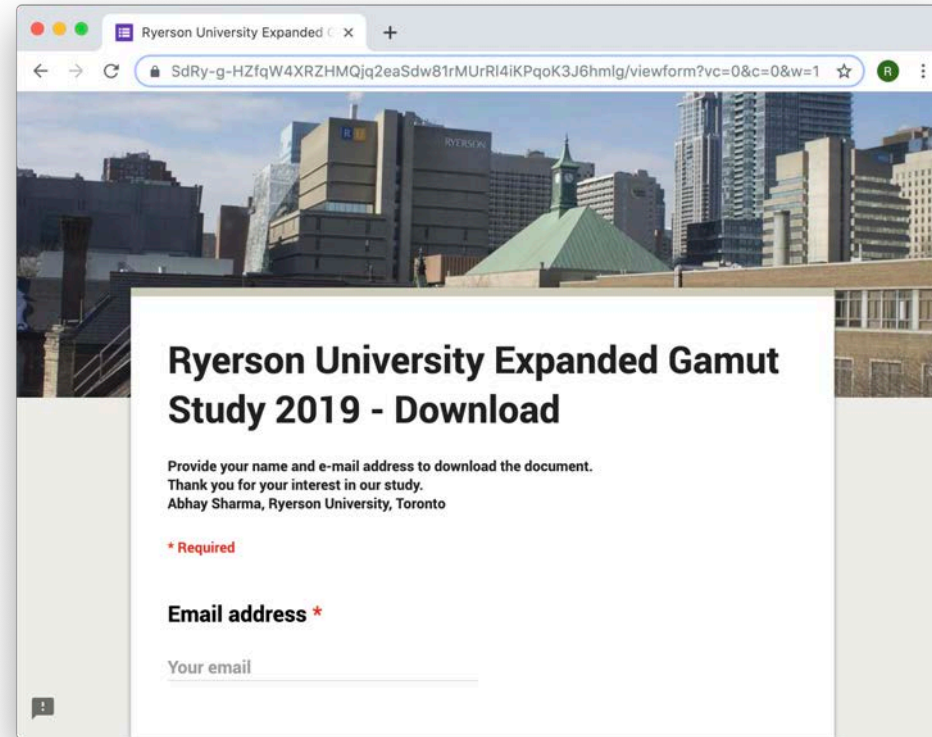 Ryerson University Expanded G
SdRy-g-HZfqW4XRZHMQjq2eaSdw81rMUrRl4iKPqoK3J6hmlg/viewform?vc=0&c=0&w=1
R
R U
RYERSON
Ryerson University Expanded Gamut
Study 2019 - Download
Provide your name and e-mail address to download the document.
Thank you for your interest in our study.
Abhay Sharma, Ryerson University, Toronto
* Required
Email address *
Your email